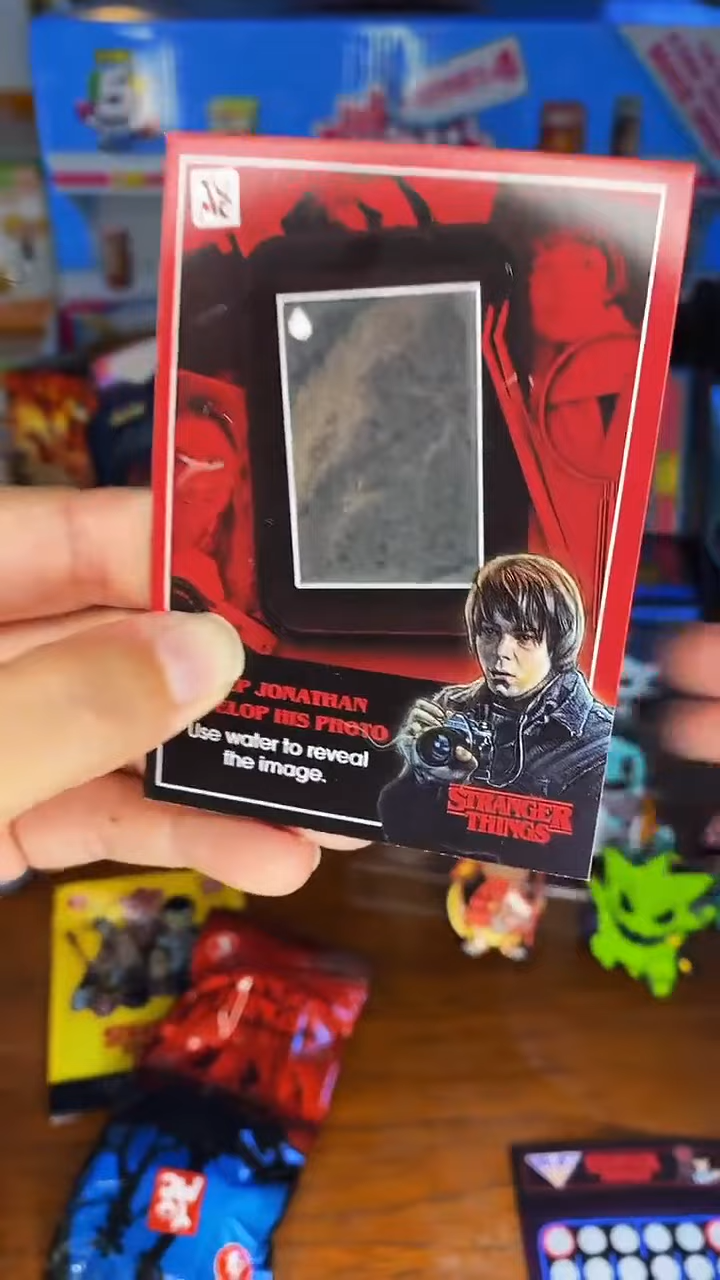 P JONATHAN
ELOP HIS PHOTO
Use water to reveal
the image.
STRANGER
THINGS